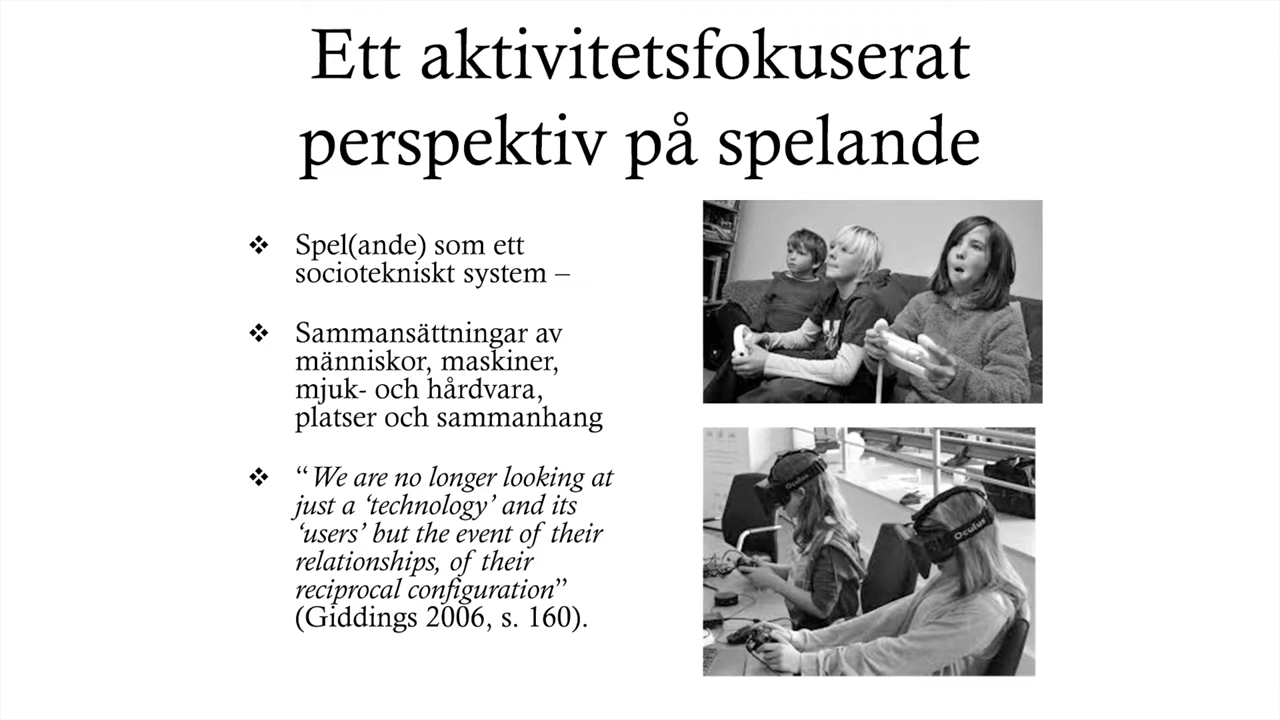 Ett aktivitetsfokuserat
perspektiv på spelande
❖ Spel(ande) som ett
sociotekniskt system –
❖ Sammansättningar av
människor, maskiner,
mjuk- och hårdvara,
platser och sammanhang
❖ “ We are no longer looking at
just a ‘technology’ and its
‘users’ but the event of their
relationships, of their
reciprocal configuration”
(Giddings 2006, s. 160).
Oculus
Oculus